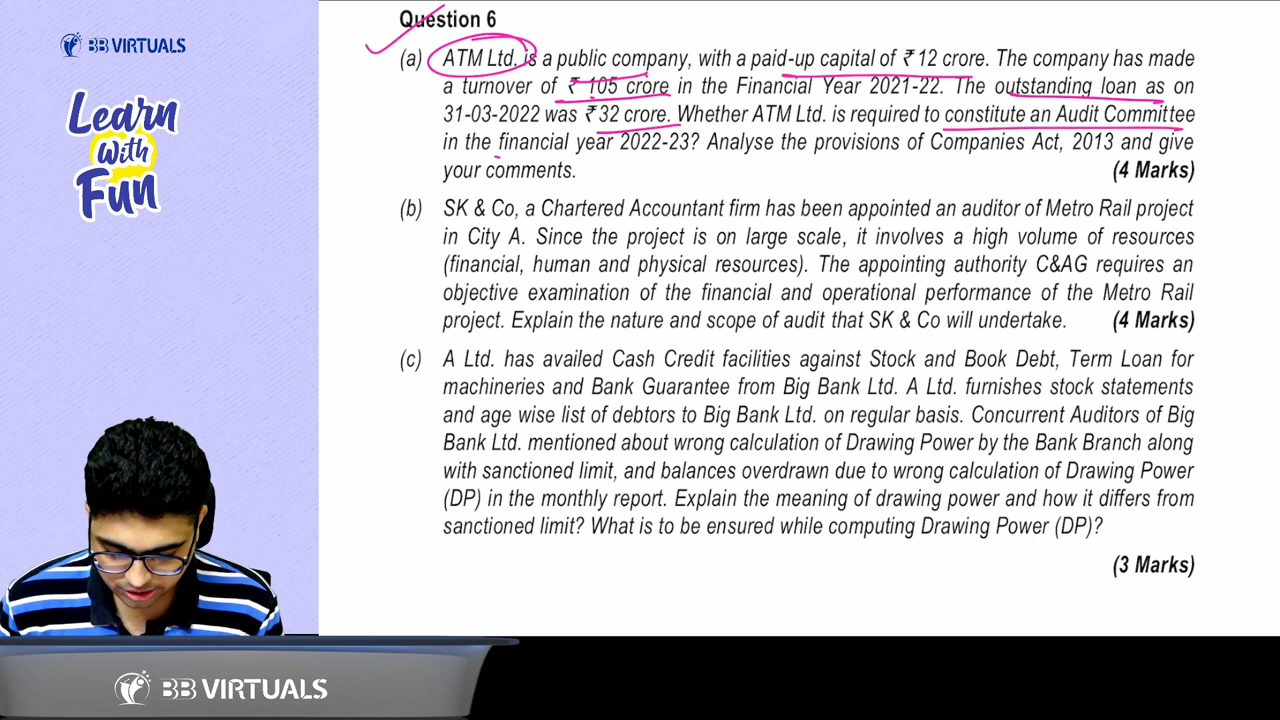 BB VIRTUALS
Learn
With
Fun
Question 6
(a) ATM Ltd. is a public company, with a paid-up capital of ₹ 12 crore. The company has made
a turnover of ₹ 105 crore in the Financial Year 2021-22. The outstanding loan as on
31-03-2022 was ₹ 32 crore. Whether ATM Ltd. is required to constitute an Audit Committee
in the financial year 2022-23? Analyse the provisions of Companies Act, 2013 and give
your comments. (4 Marks)
(b) SK & Co, a Chartered Accountant firm has been appointed an auditor of Metro Rail project
in City A. Since the project is on large scale, it involves a high volume of resources
(financial, human and physical resources). The appointing authority C&AG requires an
objective examination of the financial and operational performance of the Metro Rail
project. Explain the nature and scope of audit that SK & Co will undertake. (4 Marks)
(c) A Ltd. has availed Cash Credit facilities against Stock and Book Debt, Term Loan for
machineries and Bank Guarantee from Big Bank Ltd. A Ltd. furnishes stock statements
and age wise list of debtors to Big Bank Ltd. on regular basis. Concurrent Auditors of Big
Bank Ltd. mentioned about wrong calculation of Drawing Power by the Bank Branch along
with sanctioned limit, and balances overdrawn due to wrong calculation of Drawing Power
(DP) in the monthly report. Explain the meaning of drawing power and how it differs from
sanctioned limit? What is to be ensured while computing Drawing Power (DP)?
(3 Marks)
BB VIRTUALS